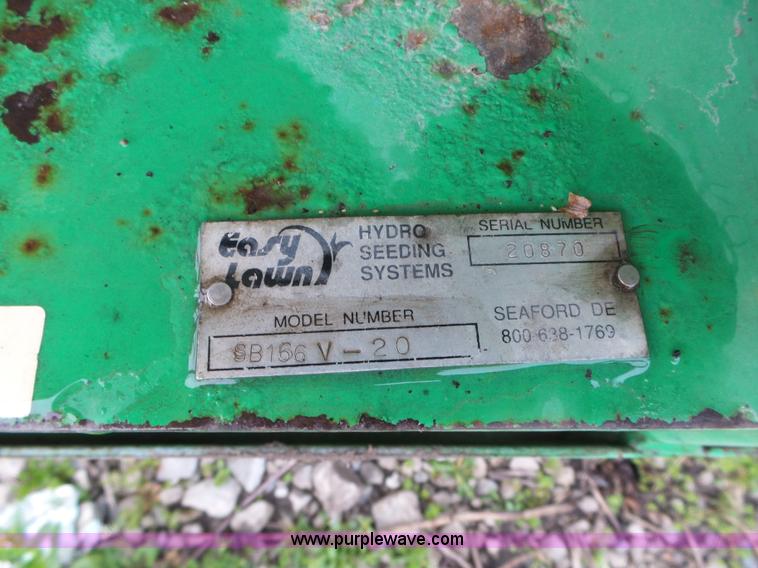 Easy Lawn
HYDRO SEEDING SYSTEMS
SERIAL NUMBER
20870
MODEL NUMBER
SB166 V-20
SEAFORD DE
800-638-1769
www.purplewave.com